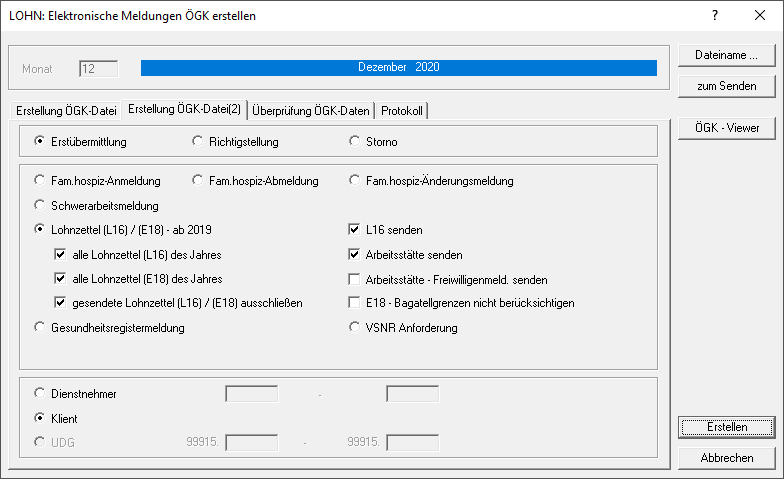 LOHN: Elektronische Meldungen ÖGK erstellen
Monat 12 Dezember 2020
Dateiname ...
zum Senden
ÖGK - Viewer
Erstellung ÖGK-Datei Erstellung ÖGK-Datei(2) Überprüfung ÖGK-Daten Protokoll
Erstübermittlung Richtigstellung Storno
Fam.hospiz-Anmeldung Fam.hospiz-Abmeldung Fam.hospiz-Änderungsmeldung
Schwerarbeitsmeldung
Lohnzettel (L16) / (E18) - ab 2019 L16 senden
alle Lohnzettel (L16) des Jahres Arbeitsstätte senden
alle Lohnzettel (E18) des Jahres Arbeitsstätte - Freiwilligenmeld. senden
gesendete Lohnzettel (L16) / (E18) ausschließen E18 - Bagatellgrenzen nicht berücksichtigen
Gesundheitsregistermeldung VSNR Anforderung
Dienstnehmer -
Klient
UDG 99915. - 99915.
Erstellen
Abbrechen